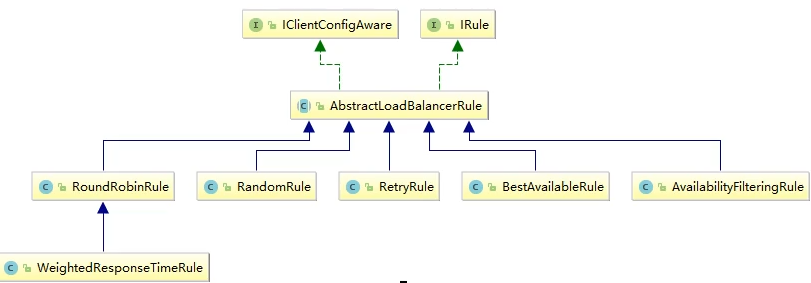 I IClientConfigAware
I IRule
C AbstractLoadBalancerRule
C RoundRobinRule
C RandomRule
C RetryRule
C BestAvailableRule
C AvailabilityFilteringRule
C WeightedResponseTimeRule